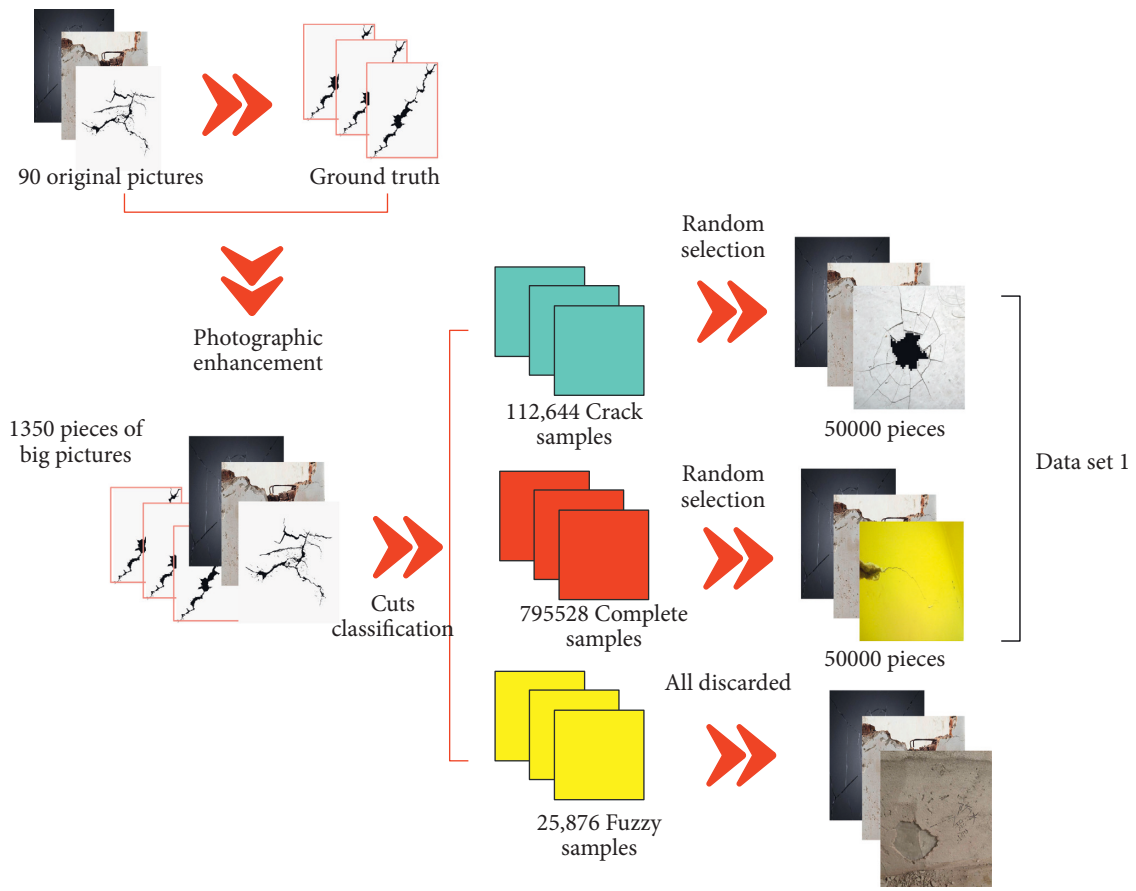 90 original pictures
Ground truth
Photographic
enhancement
1350 pieces of
big pictures
Cuts
classification
112,644 Crack
samples
Random
selection
50000 pieces
795528 Complete
samples
Random
selection
50000 pieces
Data set 1
25,876 Fuzzy
samples
All discarded